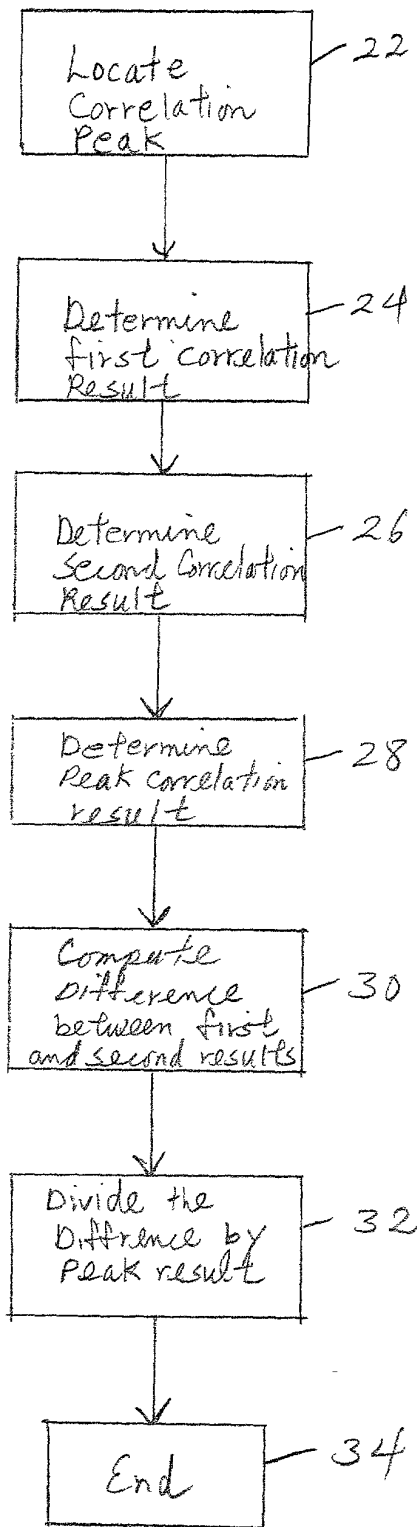 22
Locate
Correlation
Peak
24
Determine
first correlation
Result
26
Determine
Second Correlation
Result
28
Determine
Peak correlation
result
30
Compute
Difference
between first
and second results
32
Divide the
Diffrence by
Peak result
34
End